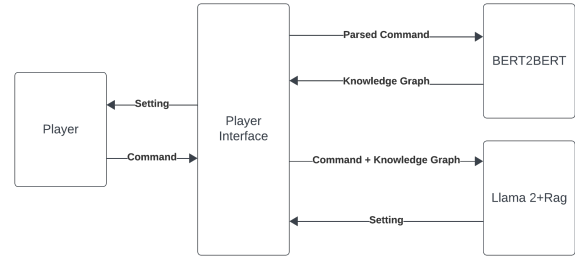 Parsed Command
BERT2BERT
Knowledge Graph
Setting
Player
Player
Interface
Command
Command + Knowledge Graph
Llama 2+Rag
Setting